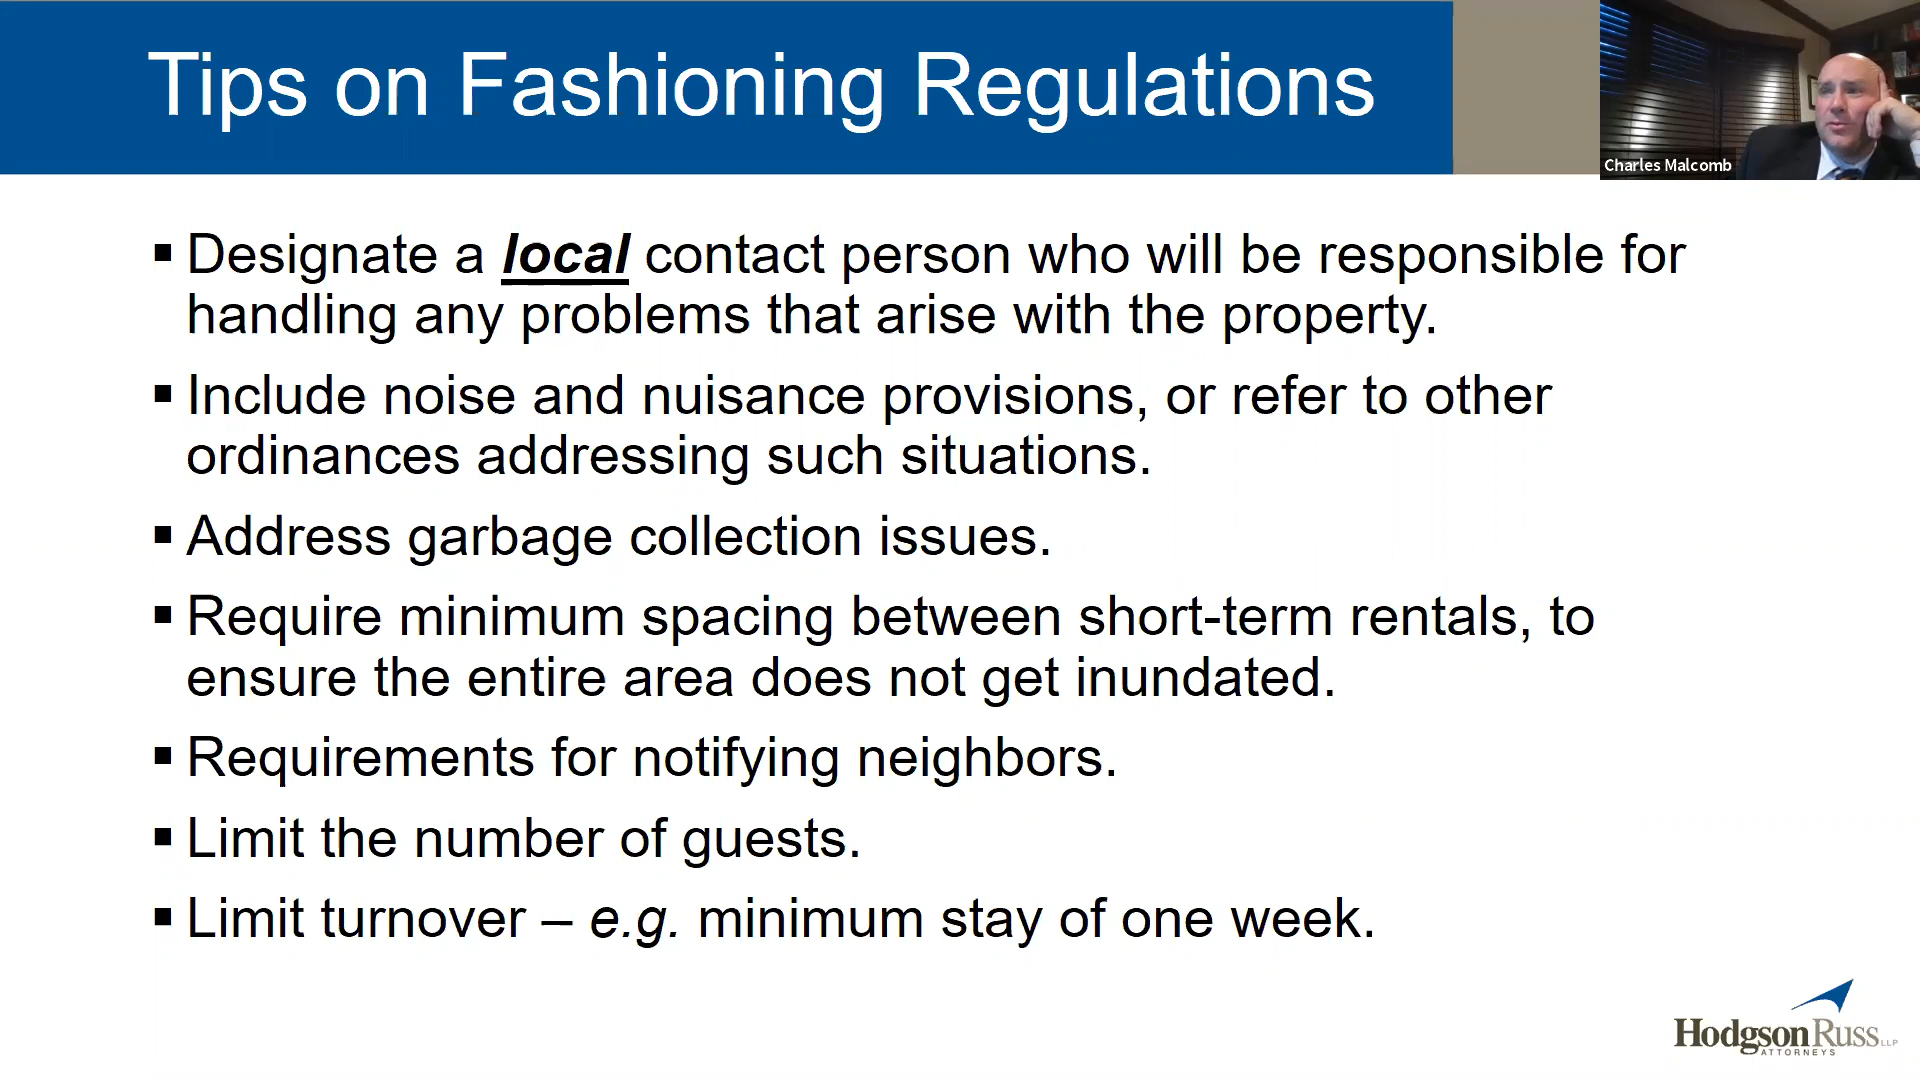 Tips on Fashioning Regulations
Charles Malcomb
▪ Designate a local contact person who will be responsible for
handling any problems that arise with the property.
▪ Include noise and nuisance provisions, or refer to other
ordinances addressing such situations.
▪ Address garbage collection issues.
▪ Require minimum spacing between short-term rentals, to
ensure the entire area does not get inundated.
▪ Requirements for notifying neighbors.
▪ Limit the number of guests.
▪ Limit turnover – e.g. minimum stay of one week.
HodgsonRuss LLP
ATTORNEYS